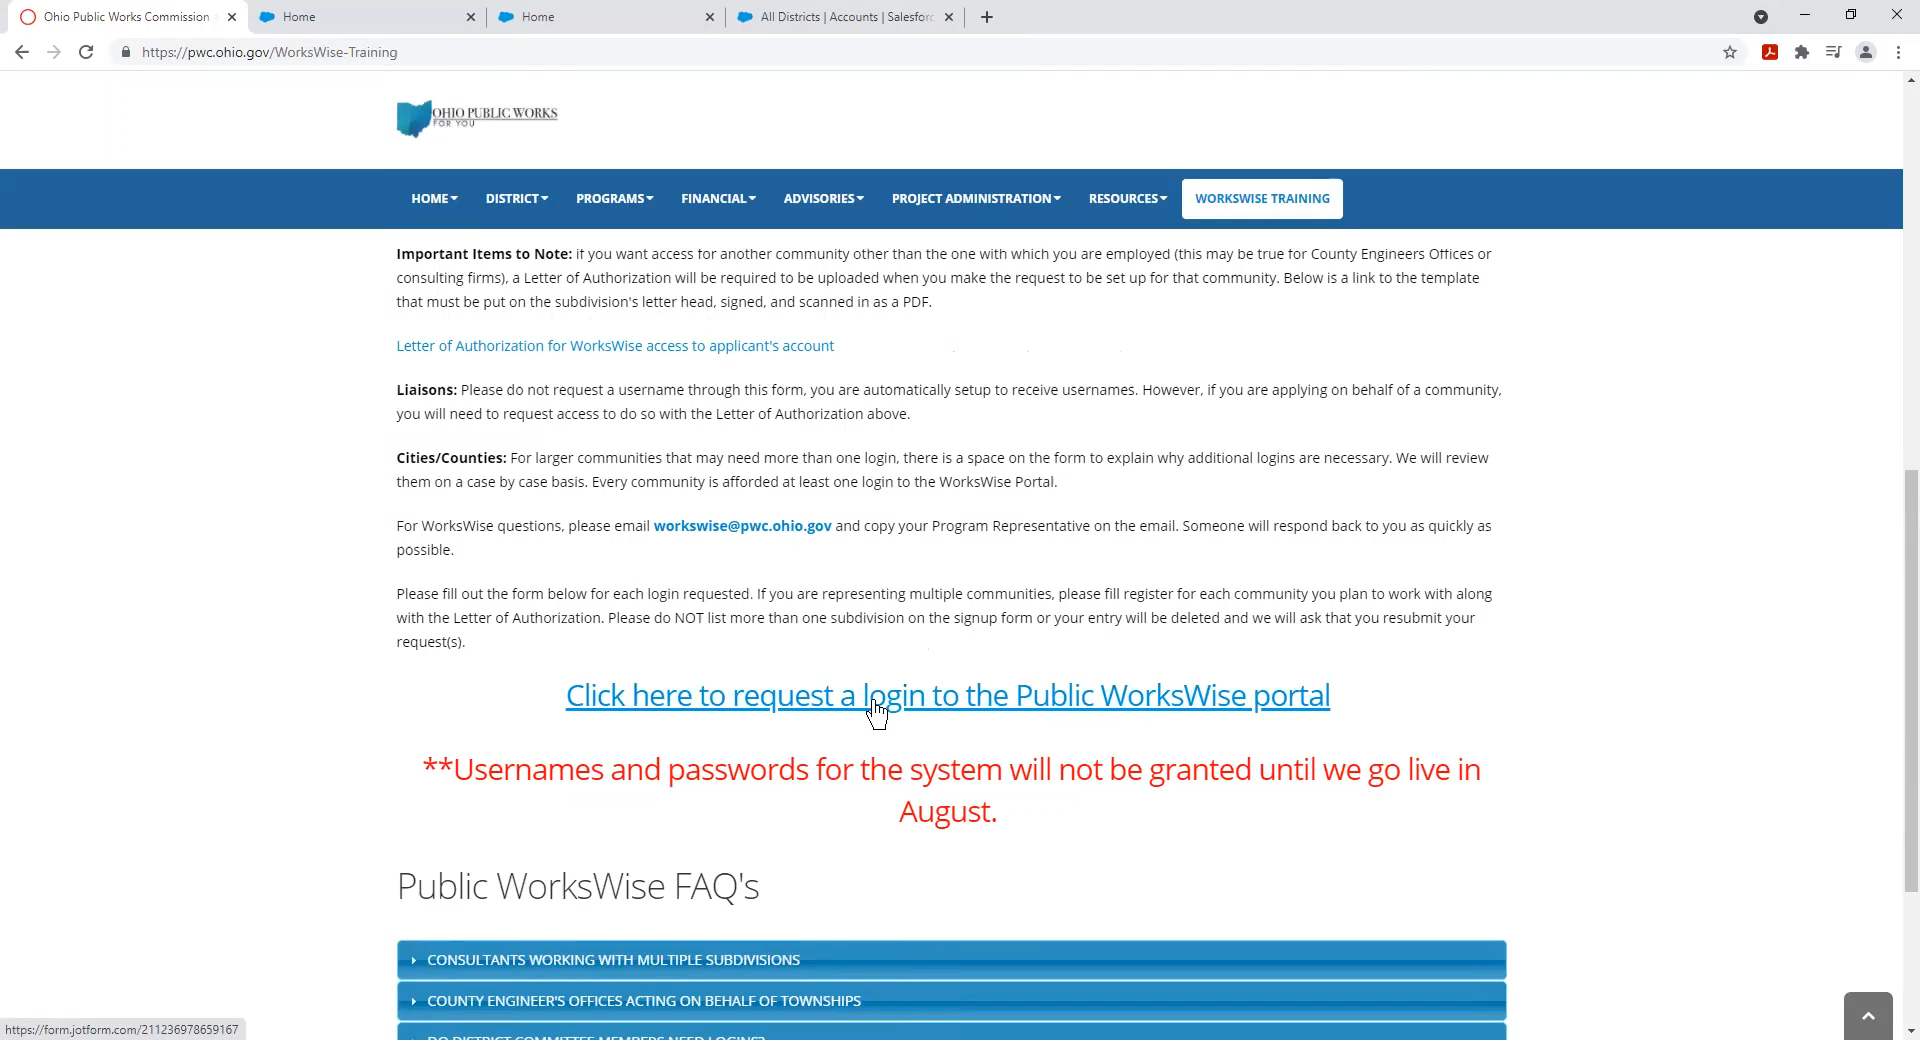 Ohio Public Works Commission
Home
Home
All Districts | Accounts | Salesforc
https://pwc.ohio.gov/WorksWise-Training
OHIO PUBLIC WORKS
FOR YOU
HOME DISTRICT PROGRAMS FINANCIAL ADVISORIES PROJECT ADMINISTRATION RESOURCES WORKSWISE TRAINING
Important Items to Note: if you want access for another community other than the one with which you are employed (this may be true for County Engineers Offices or
consulting firms), a Letter of Authorization will be required to be uploaded when you make the request to be set up for that community. Below is a link to the template
that must be put on the subdivision's letter head, signed, and scanned in as a PDF.
Letter of Authorization for WorksWise access to applicant's account
Liaisons: Please do not request a username through this form, you are automatically setup to receive usernames. However, if you are applying on behalf of a community,
you will need to request access to do so with the Letter of Authorization above.
Cities/Counties: For larger communities that may need more than one login, there is a space on the form to explain why additional logins are necessary. We will review
them on a case by case basis. Every community is afforded at least one login to the WorksWise Portal.
For WorksWise questions, please email workswise@pwc.ohio.gov and copy your Program Representative on the email. Someone will respond back to you as quickly as
possible.
Please fill out the form below for each login requested. If you are representing multiple communities, please fill register for each community you plan to work with along
with the Letter of Authorization. Please do NOT list more than one subdivision on the signup form or your entry will be deleted and we will ask that you resubmit your
request(s).
Click here to request a login to the Public WorksWise portal
**Usernames and passwords for the system will not be granted until we go live in
August.
Public WorksWise FAQ's
CONSULTANTS WORKING WITH MULTIPLE SUBDIVISIONS
COUNTY ENGINEER'S OFFICES ACTING ON BEHALF OF TOWNSHIPS
DO DISTRICT COMMITTEE MEMBERS NEED LOGINS?
https://form.jotform.com/211236978659167